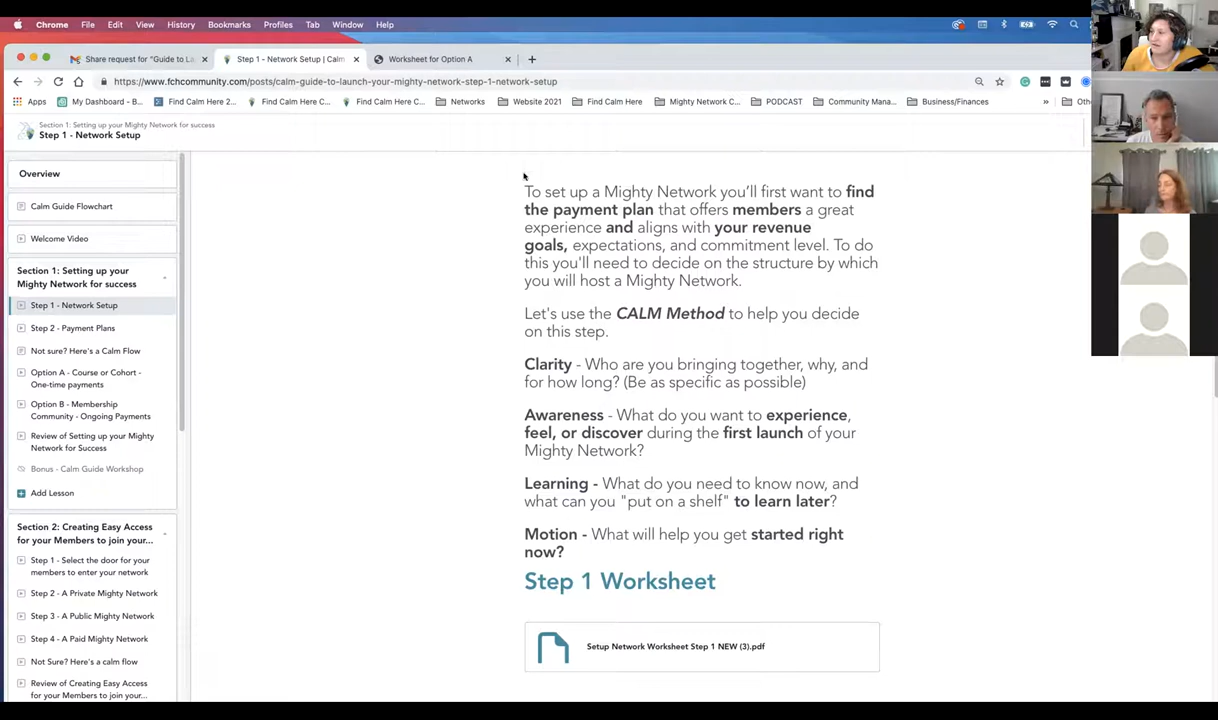 Chrome File Edit View History Bookmarks Profiles Tab Window Help
Share request for "Guide to La
Step 1 - Network Setup | Calm
Worksheet for Option A
https://www.fchcommunity.com/posts/calm-guide-to-launch-your-mighty-network-step-1-network-setup
Apps My Dashboard - B... Find Calm Here 2... Find Calm Here C... Find Calm Here C... Networks Website 2021 Find Calm Here Mighty Network C... PODCAST Community Mana... Business/Finances » Oth
Section 1: Setting up your Mighty Network for success
Step 1 - Network Setup
Overview
Calm Guide Flowchart
Welcome Video
Section 1: Setting up your
Mighty Network for success
Step 1 - Network Setup
Step 2 - Payment Plans
Not sure? Here's a Calm Flow
Option A - Course or Cohort -
One-time payments
Option B - Membership
Community - Ongoing Payments
Review of Setting up your Mighty
Network for Success
Bonus - Calm Guide Workshop
Add Lesson
Section 2: Creating Easy Access
for your Members to join your...
Step 1 - Select the door for your
members to enter your network
Step 2 - A Private Mighty Network
Step 3 - A Public Mighty Network
Step 4 - A Paid Mighty Network
Not Sure? Here's a calm flow
Review of Creating Easy Access
for your Members to join your...
To set up a Mighty Network you'll first want to find
the payment plan that offers members a great
experience and aligns with your revenue
goals, expectations, and commitment level. To do
this you'll need to decide on the structure by which
you will host a Mighty Network.
Let's use the CALM Method to help you decide
on this step.
Clarity - Who are you bringing together, why, and
for how long? (Be as specific as possible)
Awareness - What do you want to experience,
feel, or discover during the first launch of your
Mighty Network?
Learning - What do you need to know now, and
what can you "put on a shelf" to learn later?
Motion - What will help you get started right
now?
Step 1 Worksheet
Setup Network Worksheet Step 1 NEW (3).pdf